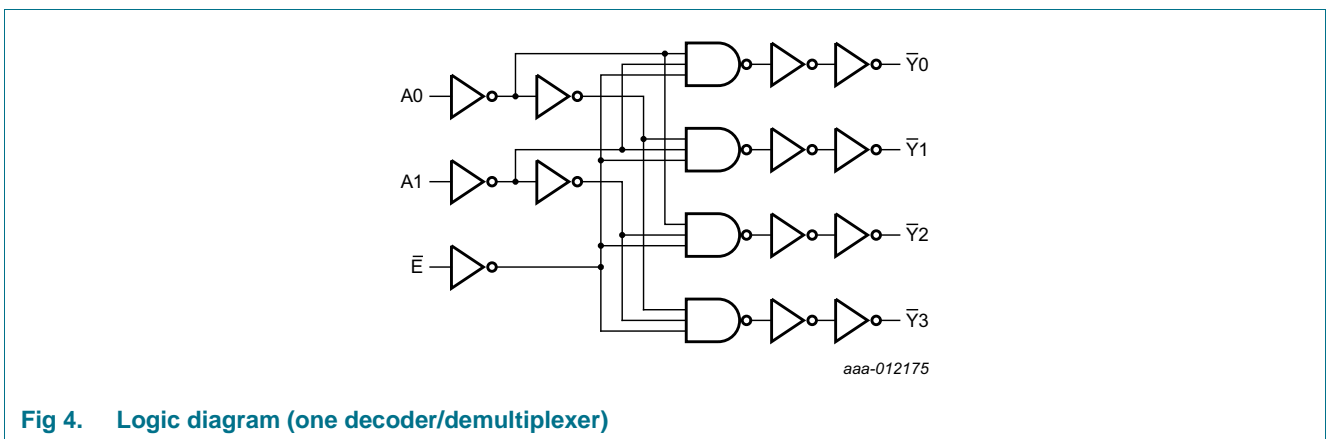 A0
A1
E̅
Y̅0
Y̅1
Y̅2
Y̅3
aaa-012175
Fig 4. Logic diagram (one decoder/demultiplexer)